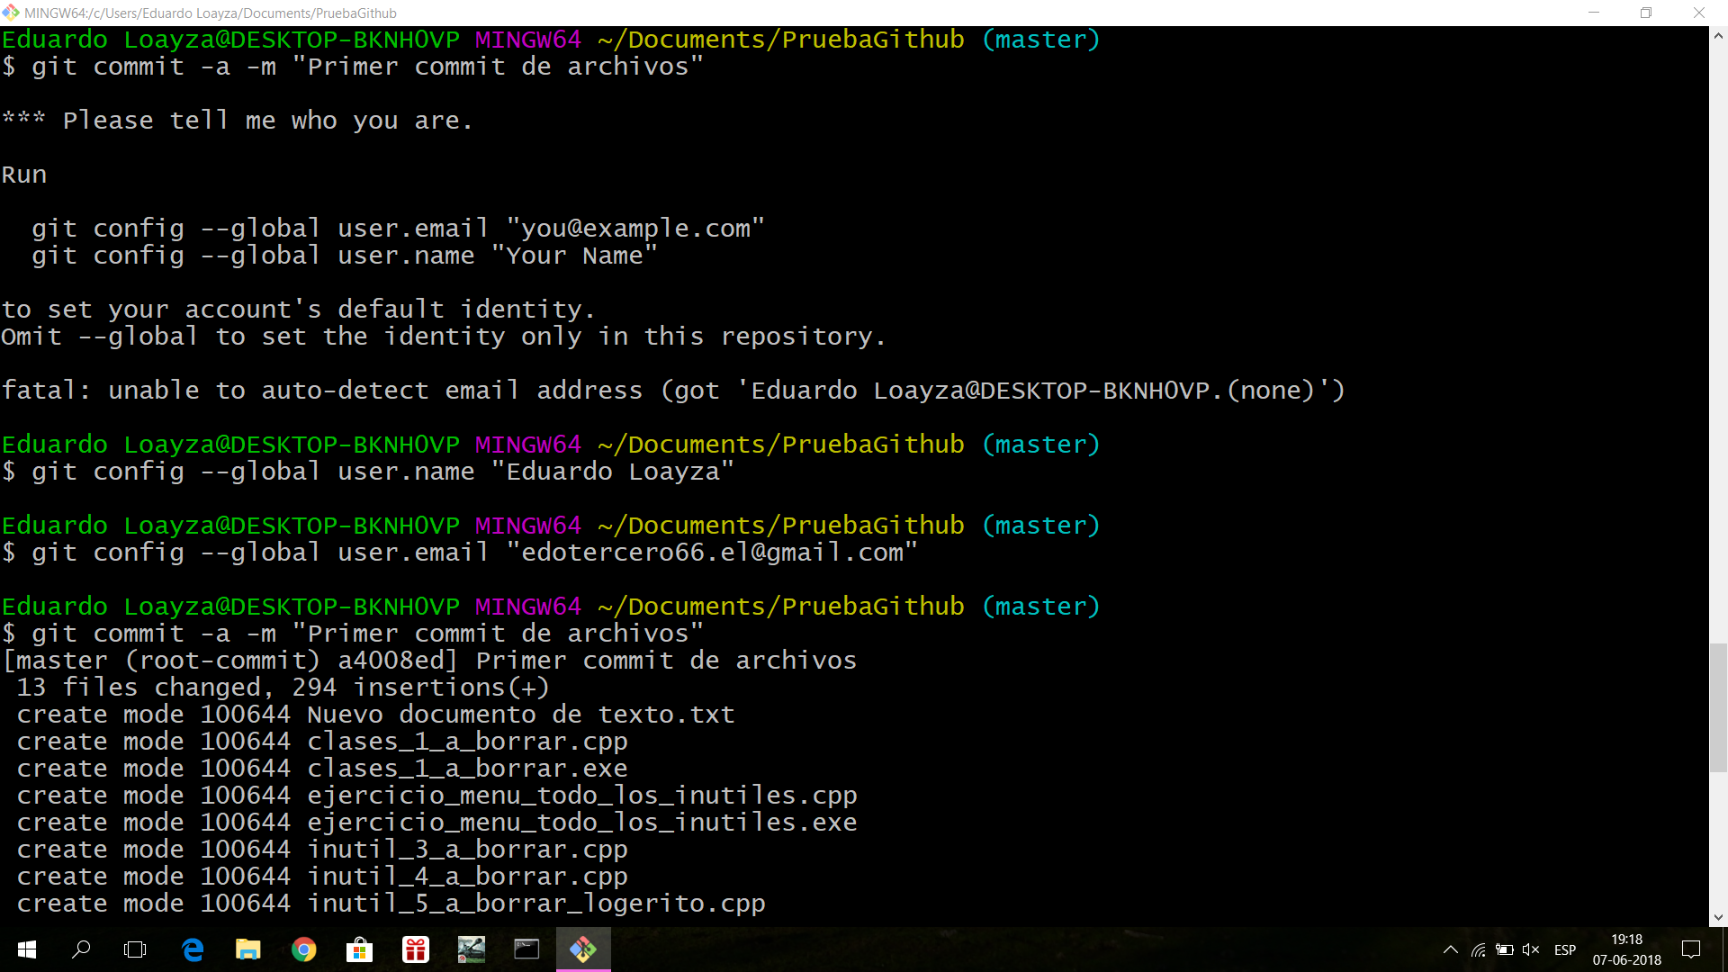 MINGW64:/c/Users/Eduardo Loayza/Documents/PruebaGithub
Eduardo Loayza@DESKTOP-BKNH0VP MINGW64 ~/Documents/PruebaGithub (master)
$ git commit -a -m "Primer commit de archivos"
*** Please tell me who you are.
Run
  git config --global user.email "you@example.com"
  git config --global user.name "Your Name"
to set your account's default identity.
Omit --global to set the identity only in this repository.
fatal: unable to auto-detect email address (got 'Eduardo Loayza@DESKTOP-BKNH0VP.(none)')
Eduardo Loayza@DESKTOP-BKNH0VP MINGW64 ~/Documents/PruebaGithub (master)
$ git config --global user.name "Eduardo Loayza"
Eduardo Loayza@DESKTOP-BKNH0VP MINGW64 ~/Documents/PruebaGithub (master)
$ git config --global user.email "edotercero66.el@gmail.com"
Eduardo Loayza@DESKTOP-BKNH0VP MINGW64 ~/Documents/PruebaGithub (master)
$ git commit -a -m "Primer commit de archivos"
[master (root-commit) a4008ed] Primer commit de archivos
 13 files changed, 294 insertions(+)
 create mode 100644 Nuevo documento de texto.txt
 create mode 100644 clases_1_a_borrar.cpp
 create mode 100644 clases_1_a_borrar.exe
 create mode 100644 ejercicio_menu_todo_los_inutiles.cpp
 create mode 100644 ejercicio_menu_todo_los_inutiles.exe
 create mode 100644 inutil_3_a_borrar.cpp
 create mode 100644 inutil_4_a_borrar.cpp
 create mode 100644 inutil_5_a_borrar_logerito.cpp
ESP
19:18
07-06-2018